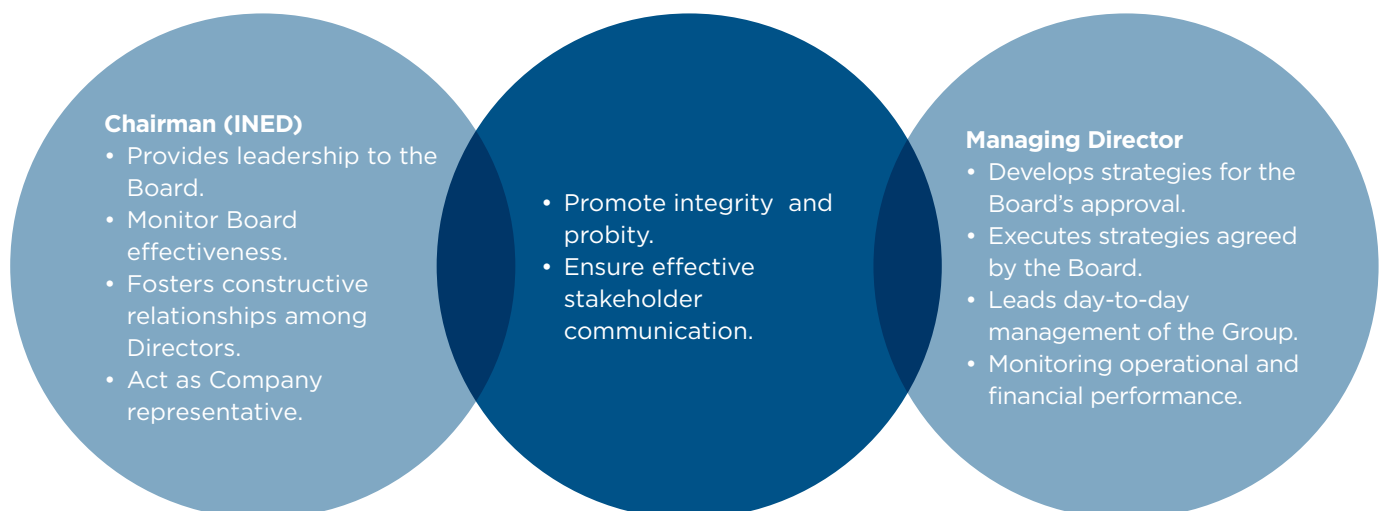 Chairman (INED)
• Provides leadership to the
Board.
• Monitor Board
effectiveness.
• Fosters constructive
relationships among
Directors.
• Act as Company
representative.
• Promote integrity  and
probity.
• Ensure effective
stakeholder
communication.
Managing Director
• Develops strategies for the
Board’s approval.
• Executes strategies agreed
by the Board.
• Leads day-to-day
management of the Group.
• Monitoring operational and
financial performance.